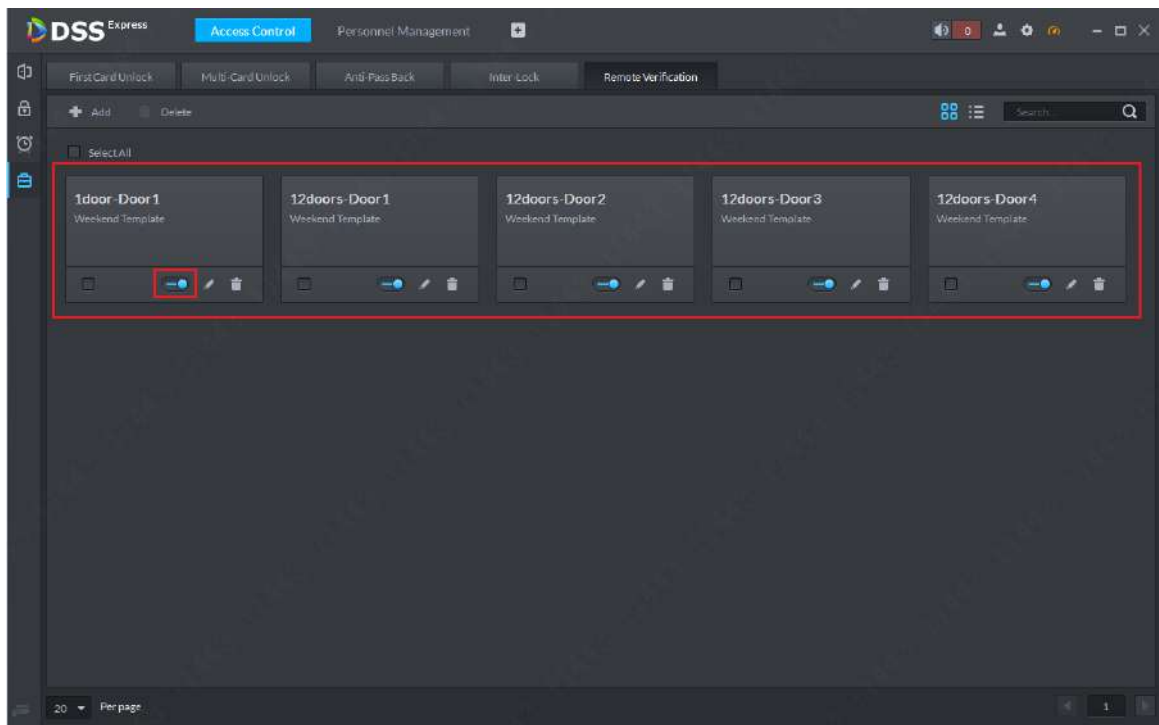 DSS Express Access Control Personnel Management 0
First Card Unlock Multi-Card Unlock Anti-Pass Back Inter-Lock Remote Verification
Add Delete Search...
Select All
1door-Door1 12doors-Door1 12doors-Door2 12doors-Door3 12doors-Door4
Weekend Template Weekend Template Weekend Template Weekend Template Weekend Template
20 Per page 1